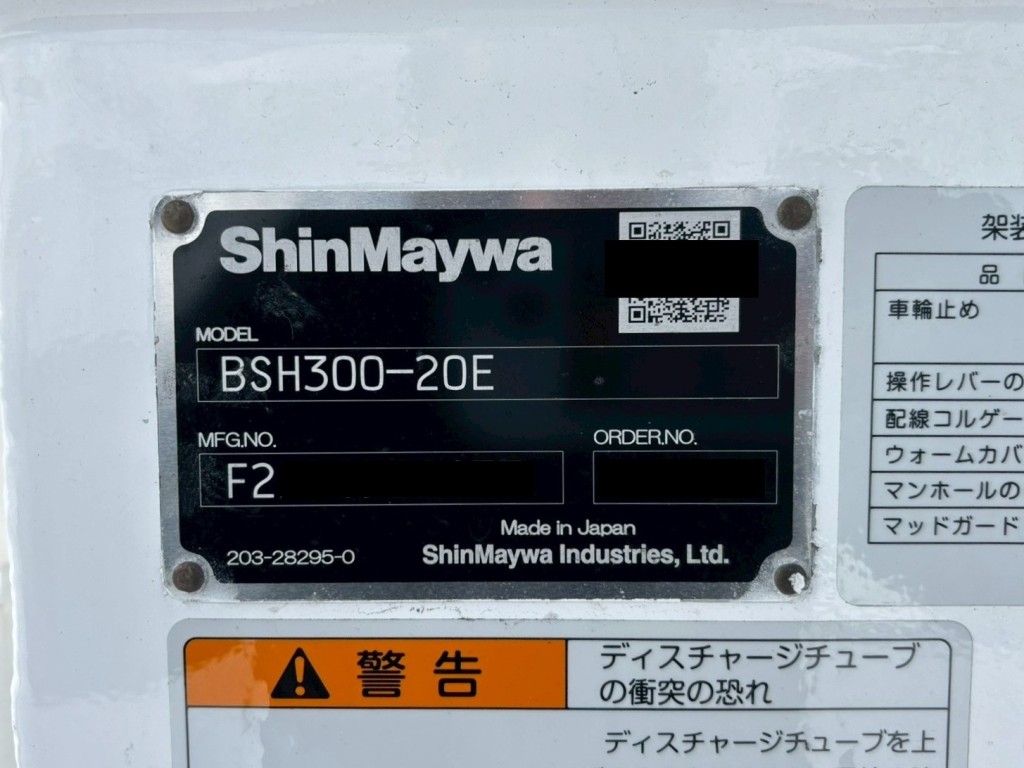 ShinMaywa
MODEL
BSH300-20E
MFG.NO.
ORDER.NO.
F2
Made in Japan
203-28295-0
ShinMaywa Industries, Ltd.
架装
品
車輪止め
操作レバーの
配線コルゲー
ウォームカバ
マンホールの
マッドガード
警告
ディスチャージチューブ
の衝突の恐れ
ディスチャージチューブを上